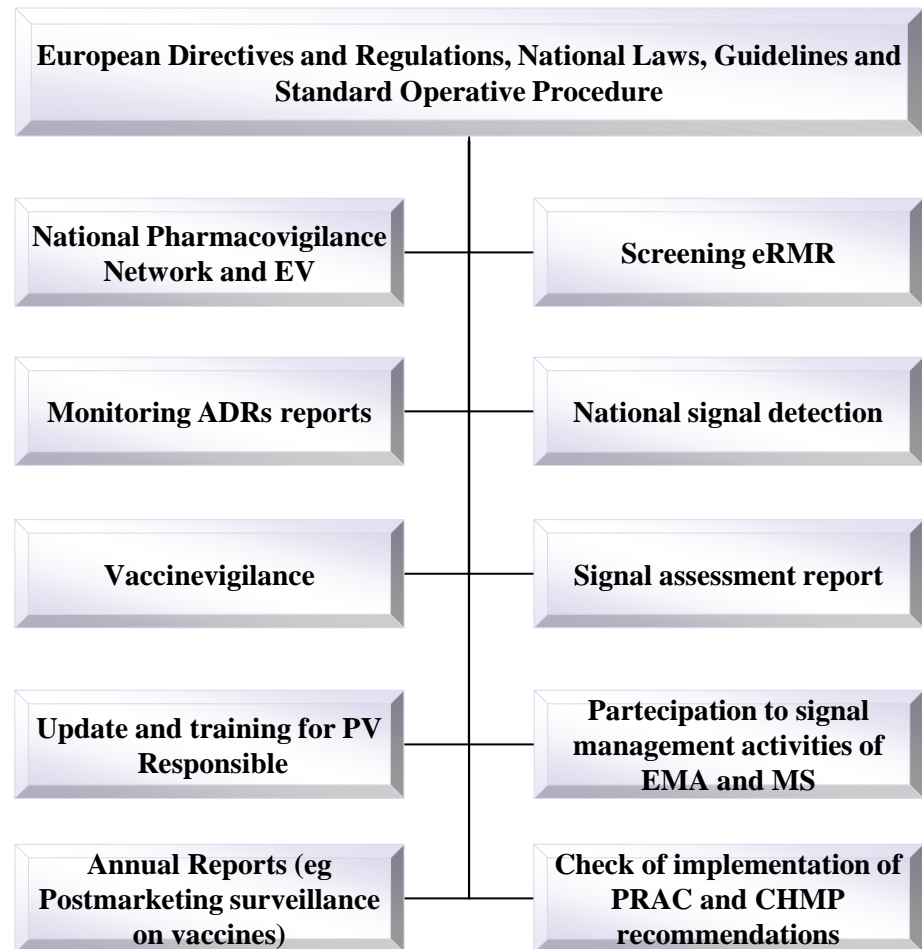 European Directives and Regulations, National Laws, Guidelines and
Standard Operative Procedure
National Pharmacovigilance
Network and EV
Screening eRMR
Monitoring ADRs reports
National signal detection
Vaccinevigilance
Signal assessment report
Update and training for PV
Responsible
Partecipation to signal
management activities of
EMA and MS
Annual Reports (eg
Postmarketing surveillance
on vaccines)
Check of implementation of
PRAC and CHMP
recommendations